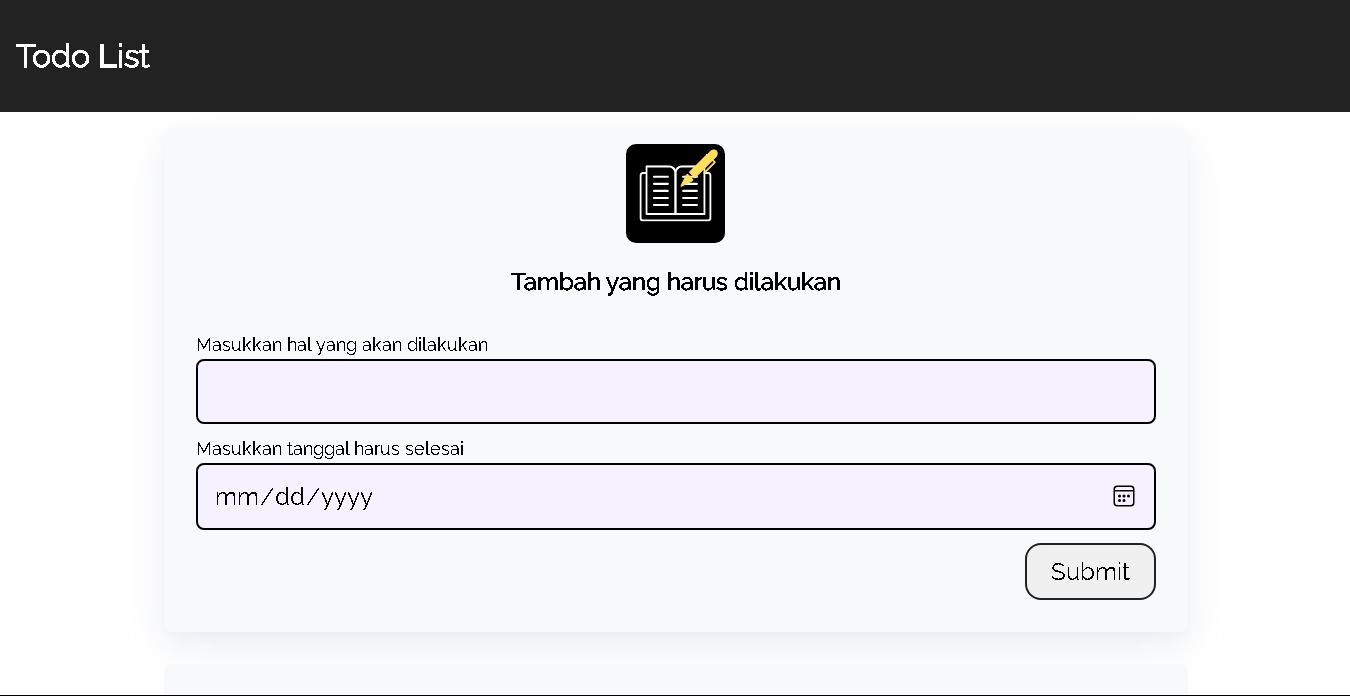 Todo List
Tambah yang harus dilakukan
Masukkan hal yang akan dilakukan
Masukkan tanggal harus selesai
mm/dd/yyyy
Submit